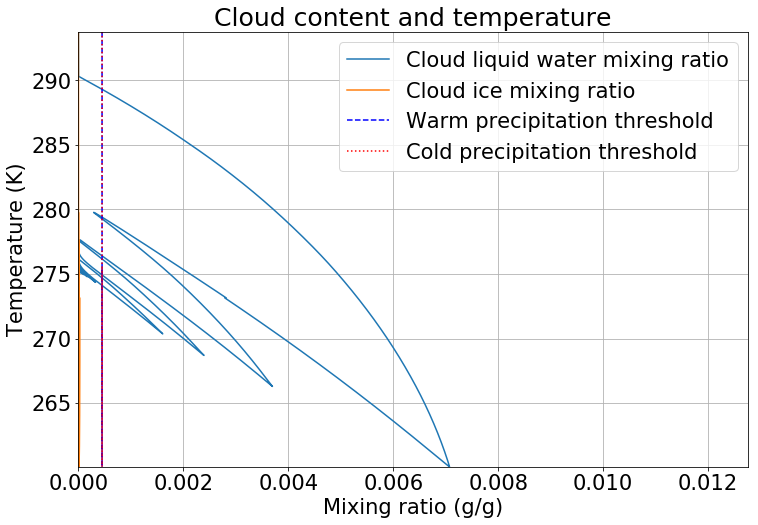 Cloud content and temperature
Cloud liquid water mixing ratio
Cloud ice mixing ratio
Warm precipitation threshold
Cold precipitation threshold
Temperature (K)
290
285
280
275
270
265
0.000 0.002 0.004 0.006 0.008 0.010 0.012
Mixing ratio (g/g)